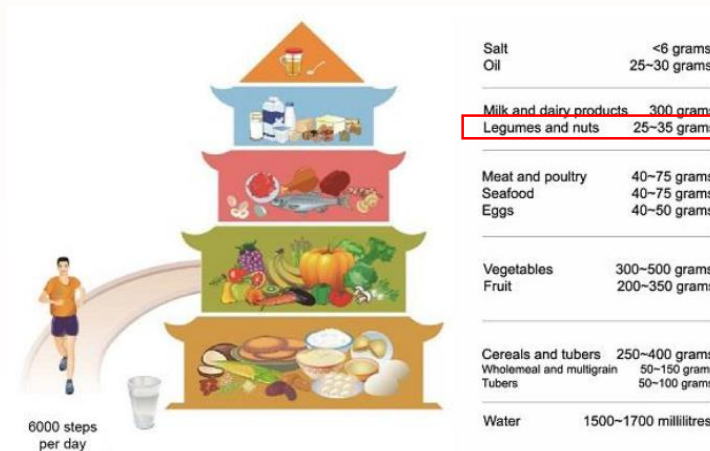 Salt <6 grams
Oil 25~30 grams
Milk and dairy products 300 grams
Legumes and nuts 25~35 grams
Meat and poultry 40~75 grams
Seafood 40~75 grams
Eggs 40~50 grams
Vegetables 300~500 grams
Fruit 200~350 grams
Cereals and tubers 250~400 grams
Wholemeal and multigrain 50~150 gram
Tubers 50~100 grams
Water 1500~1700 millilitres
6000 steps
per day